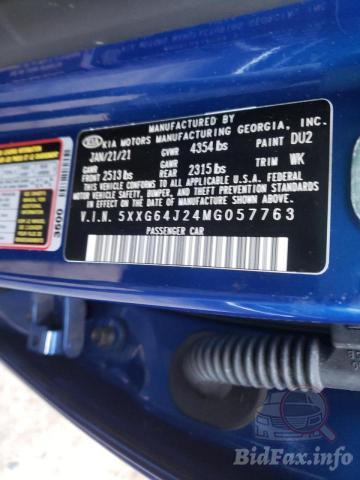 MANUFACTURED BY
KIA KIA MOTORS MANUFACTURING GEORGIA, INC.
JAN/21/21 GVWR 4354 lbs PAINT DU2
GAWR FRONT 2513 lbs GAWR REAR 2315 lbs TRIM WK
THIS VEHICLE CONFORMS TO ALL APPLICABLE U.S.A. FEDERAL
MOTOR VEHICLE SAFETY, BUMPER, AND THEFT PREVENTION STANDARDS
IN EFFECT ON THE DATE OF MANUFACTURE SHOWN ABOVE.
V.I.N. 5XXG64J24MG057763
PASSENGER CAR
3500
BidFax.info